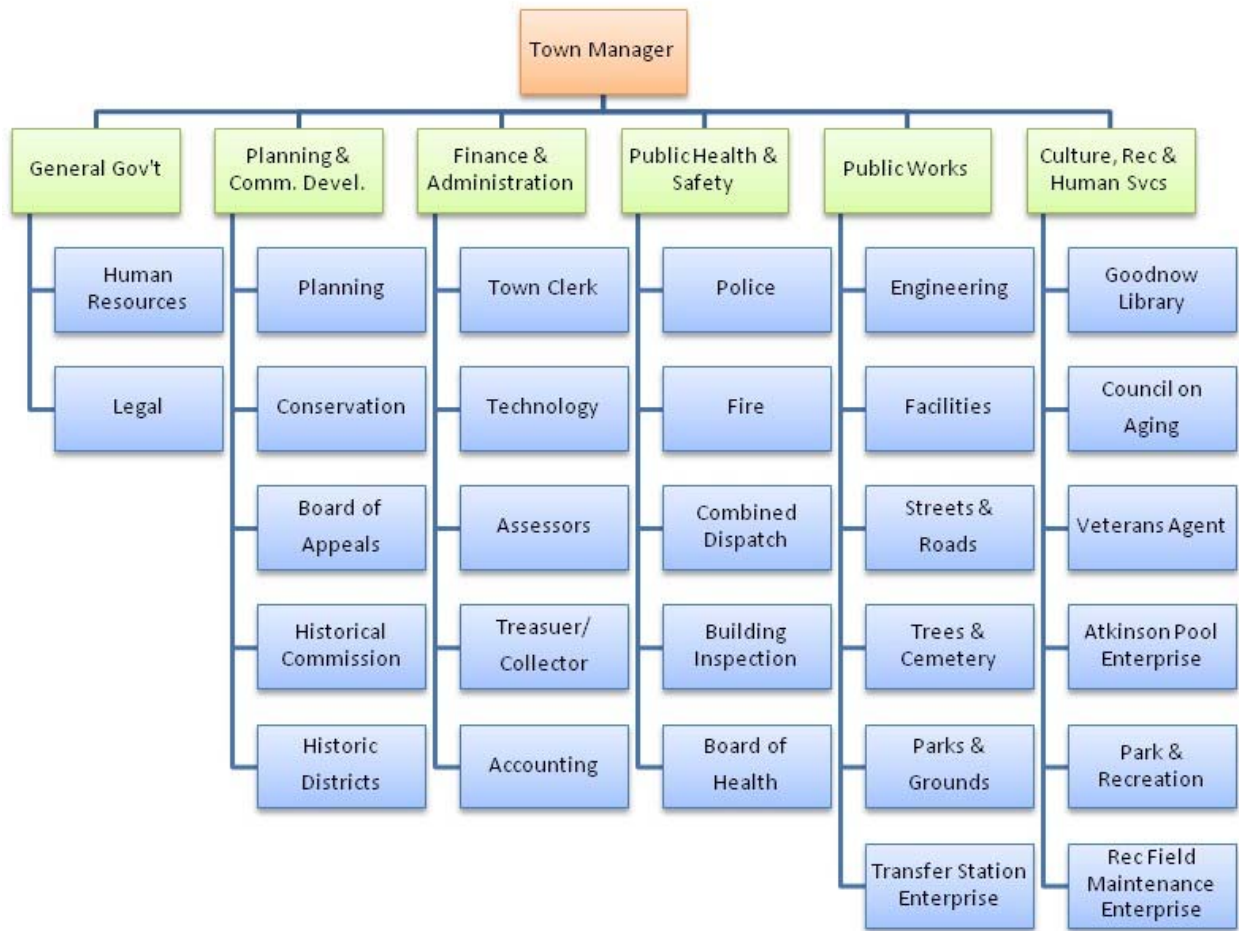 Town Manager
General Gov't
Planning &
Comm. Devel.
Finance &
Administration
Public Health &
Safety
Public Works
Culture, Rec &
Human Svcs
Human
Resources
Legal
Planning
Conservation
Board of
Appeals
Historical
Commission
Historic
Districts
Town Clerk
Technology
Assessors
Treasuer/
Collector
Accounting
Police
Fire
Combined
Dispatch
Building
Inspection
Board of
Health
Engineering
Facilities
Streets &
Roads
Trees &
Cemetery
Parks &
Grounds
Transfer Station
Enterprise
Goodnow
Library
Council on
Aging
Veterans Agent
Atkinson Pool
Enterprise
Park &
Recreation
Rec Field
Maintenance
Enterprise